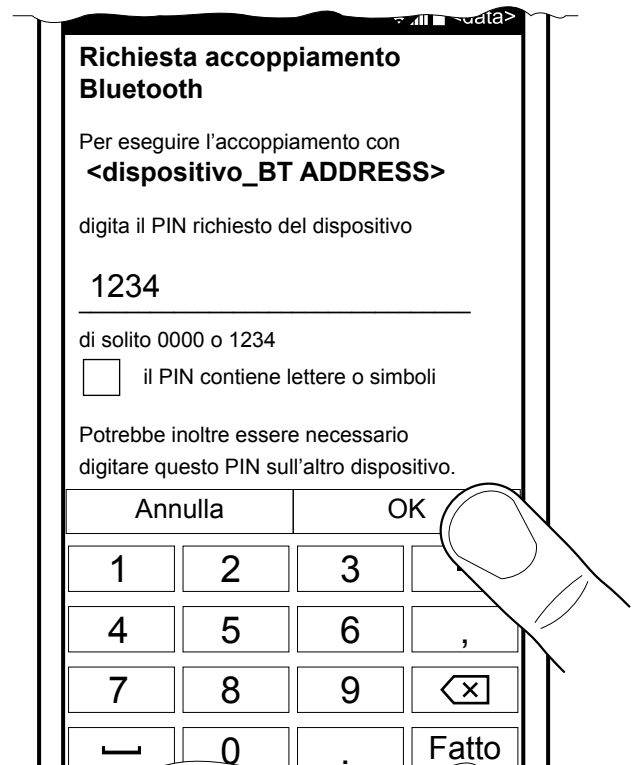 Richiesta accoppiamento
Bluetooth
Per eseguire l’accoppiamento con
<dispositivo_BT ADDRESS>
digita il PIN richiesto del dispositivo
1234
di solito 0000 o 1234
il PIN contiene lettere o simboli
Potrebbe inoltre essere necessario
digitare questo PIN sull’altro dispositivo.
Annulla OK
1 2 3
4 5 6 ,
7 8 9
0 . Fatto